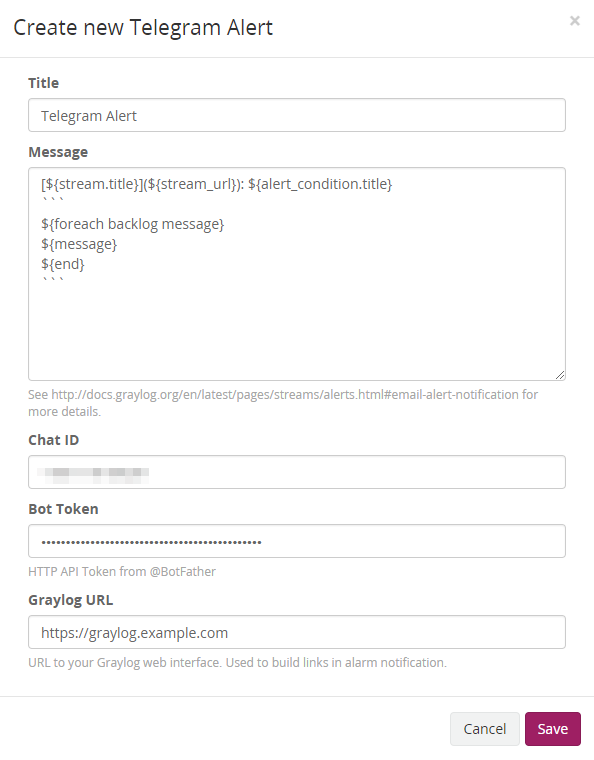 Create new Telegram Alert
×
Title
Telegram Alert
Message
[${stream.title}](${stream_url}): ${alert_condition.title}
```
${foreach backlog message}
${message}
${end}
```
See http://docs.graylog.org/en/latest/pages/streams/alerts.html#email-alert-notification for
more details.
Chat ID
Bot Token
HTTP API Token from @BotFather
Graylog URL
https://graylog.example.com
URL to your Graylog web interface. Used to build links in alarm notification.
Cancel Save